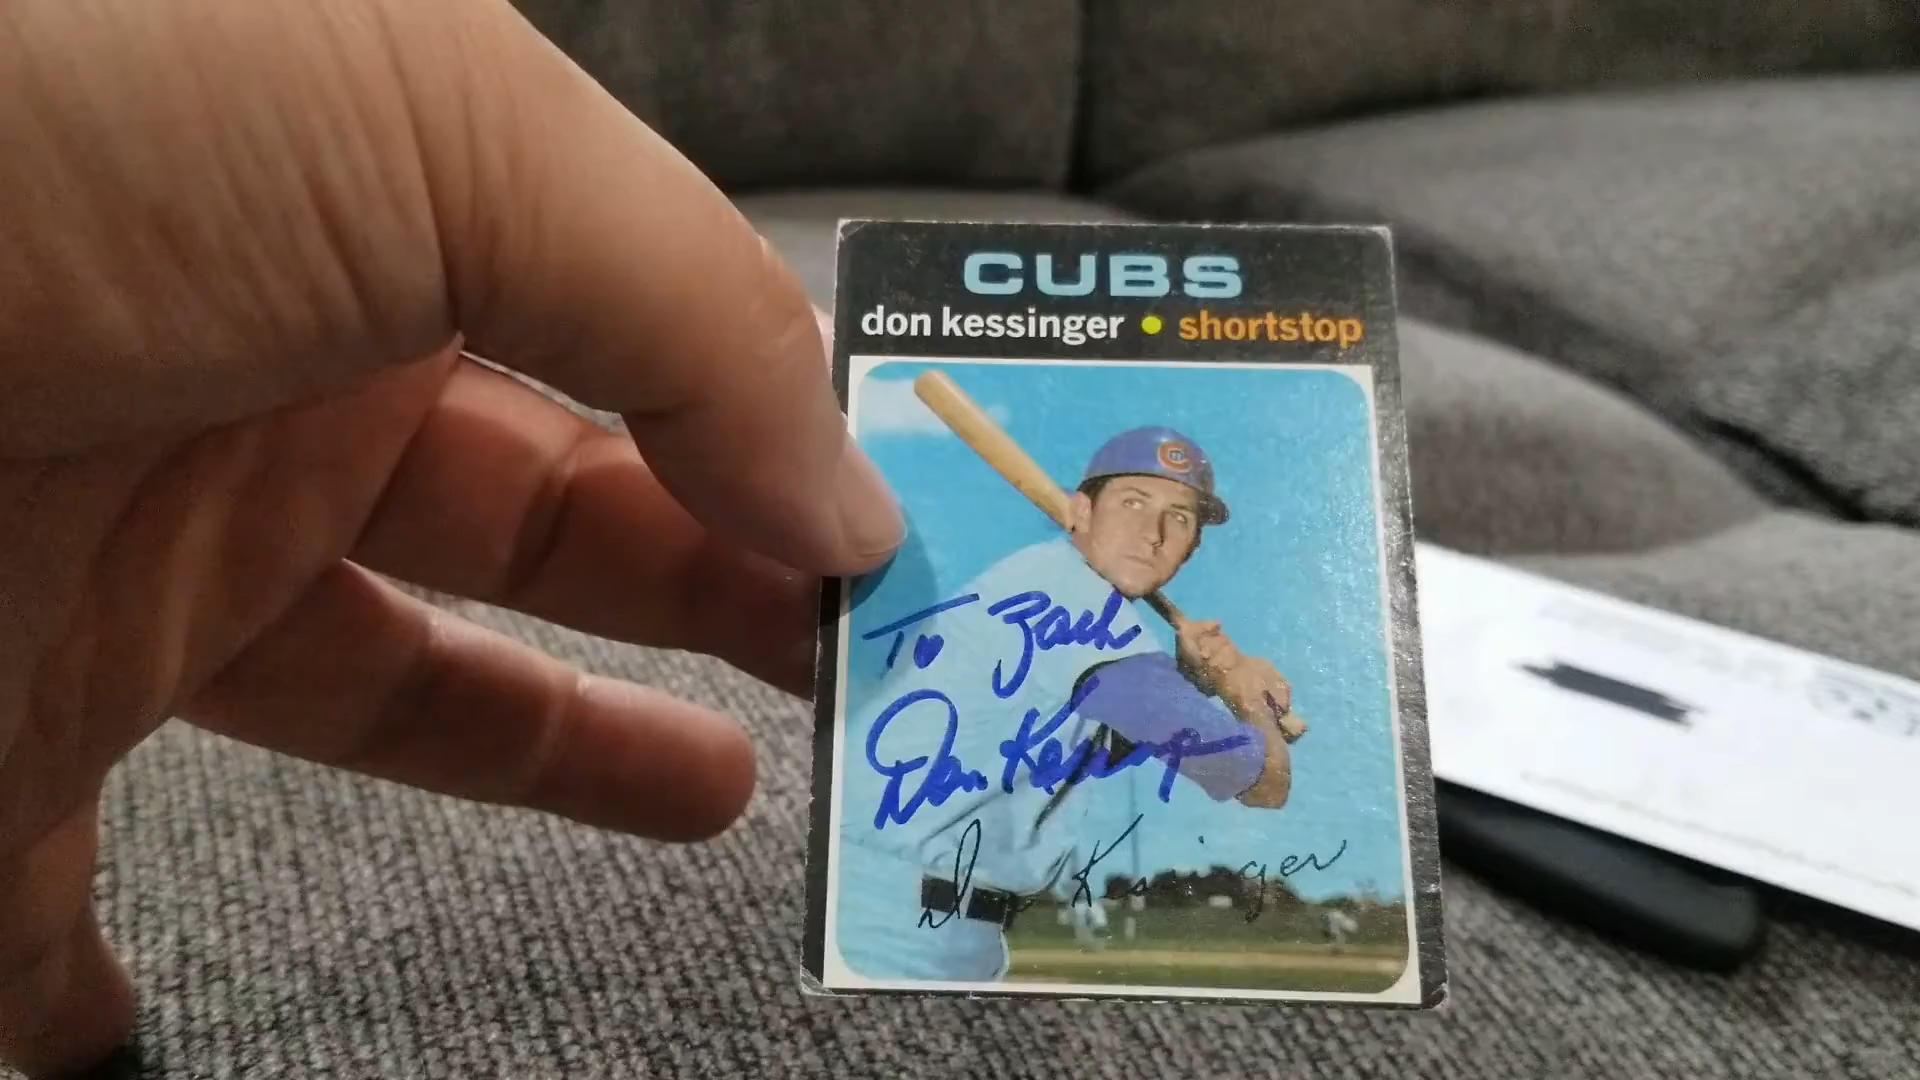 CUBS
don kessinger • shortstop
To Zach
Don Kessinger
Don Kessinger